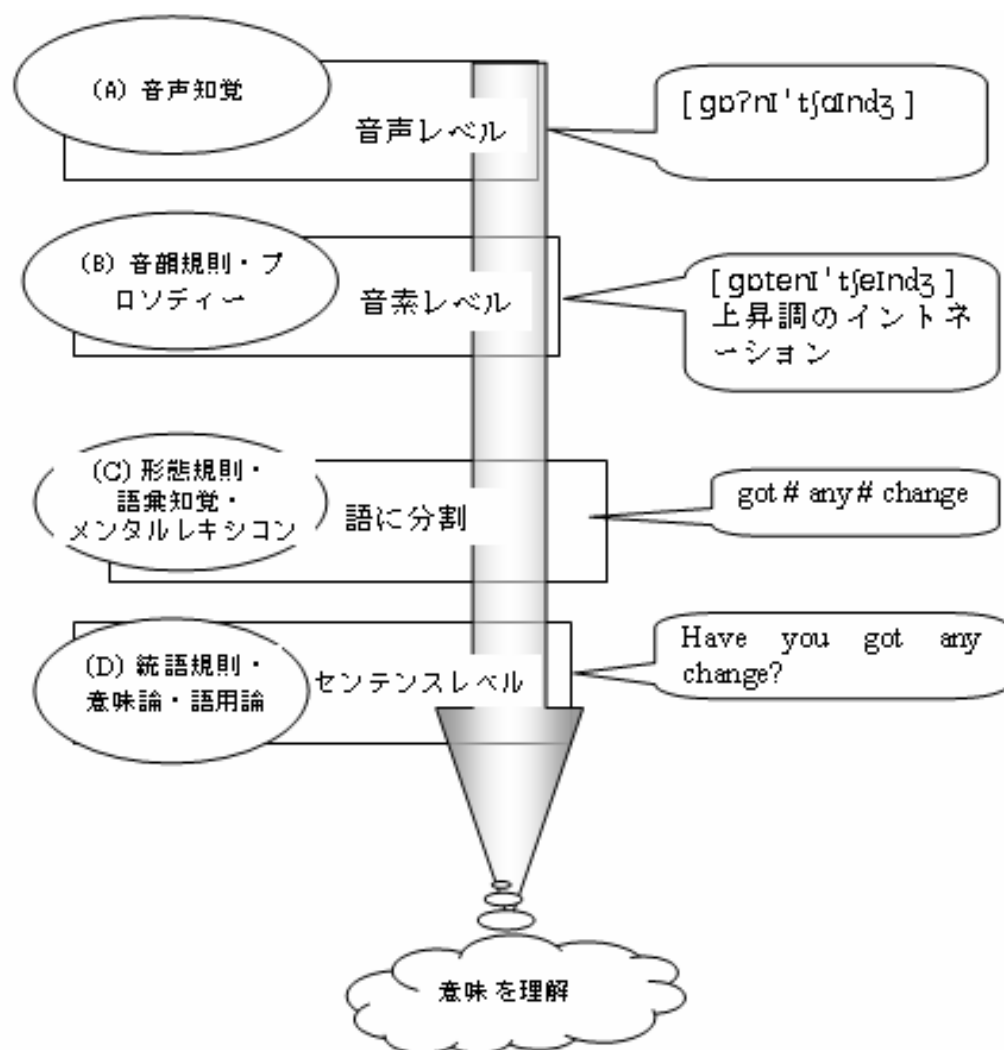 (A) 音声知覚
音声レベル
[ gɒʔnɪˈtʃaɪndʒ ]
(B) 音韻規則・プ
ロソディー
音素レベル
[ gɒtenɪˈtʃeɪndʒ ]
上昇調のイントネ
ーション
(C) 形態規則・
語彙知覚・
メンタルレキシコン
語に分割
got # any # change
(D) 統語規則・
意味論・語用論
センテンスレベル
Have you got any
change?
意味を理解